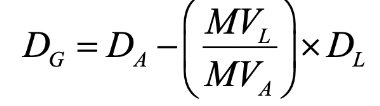 D_G = D_A − (MV_L / MV_A) × D_L